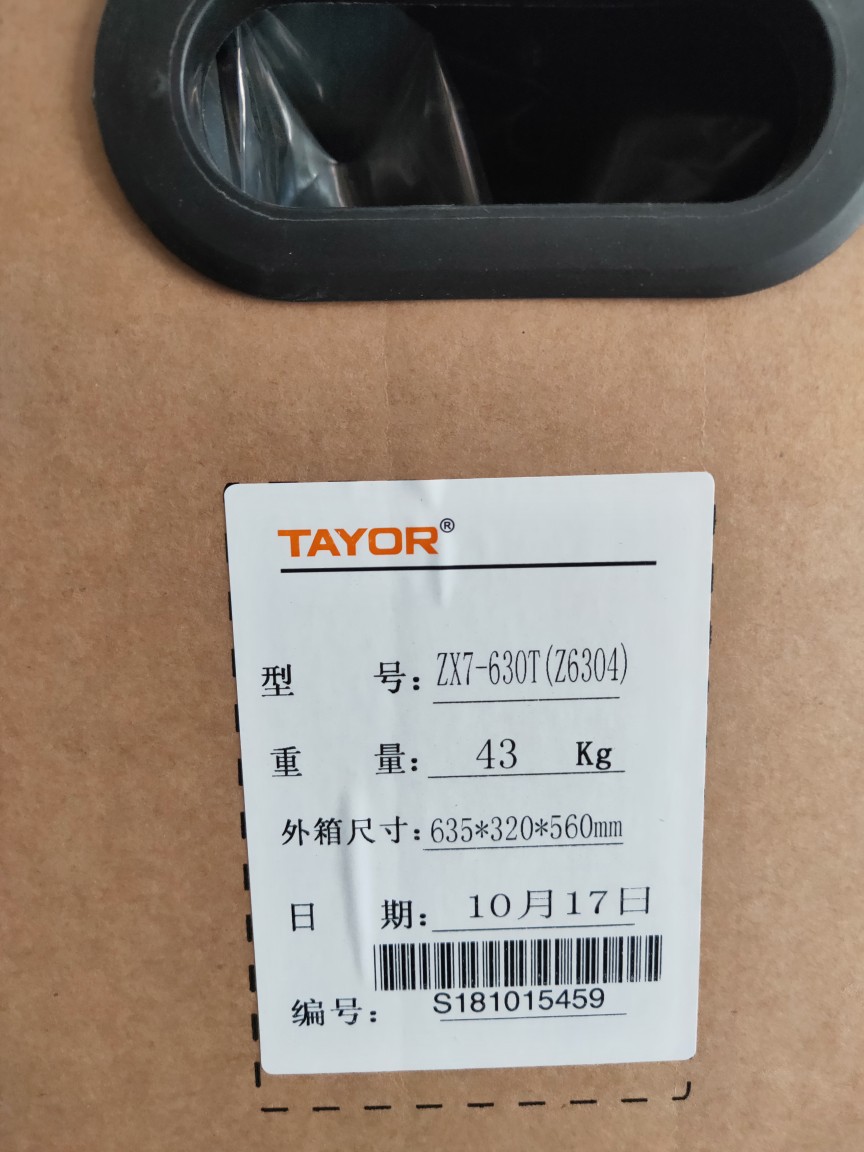 TAYOR®
型 号：ZX7-630T(Z6304)
重 量：43 Kg
外箱尺寸：635*320*560mm
日 期：10月17日
编号：S181015459